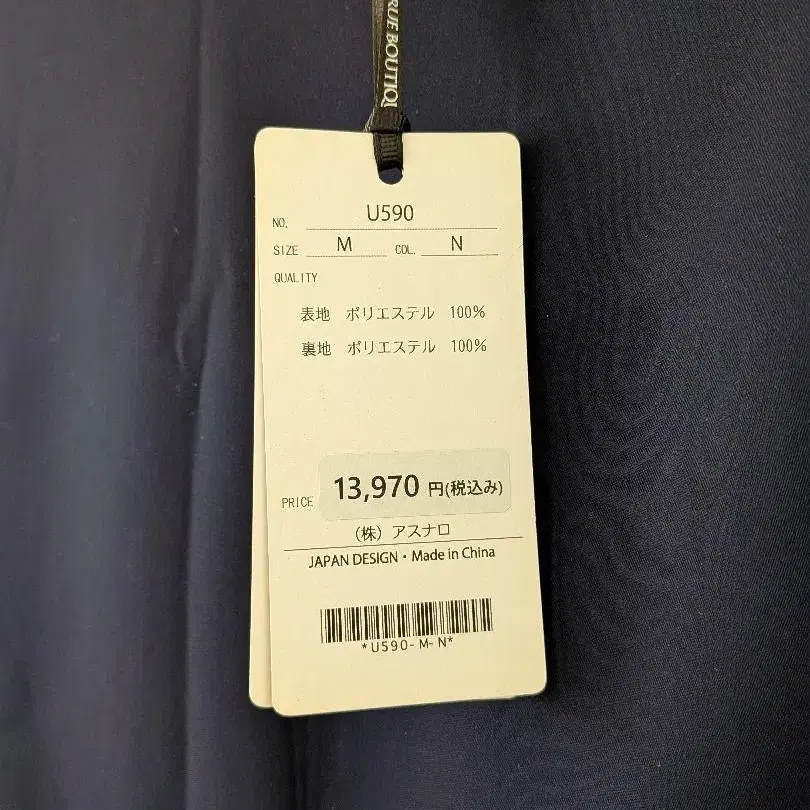 RUE BOUTIQU
NO. U590
SIZE M COL. N
QUALITY
表地 ポリエステル 100%
裏地 ポリエステル 100%
PRICE 13,970 円(税込み)
(株) アスナロ
JAPAN DESIGN・Made in China
*U590-M-N*